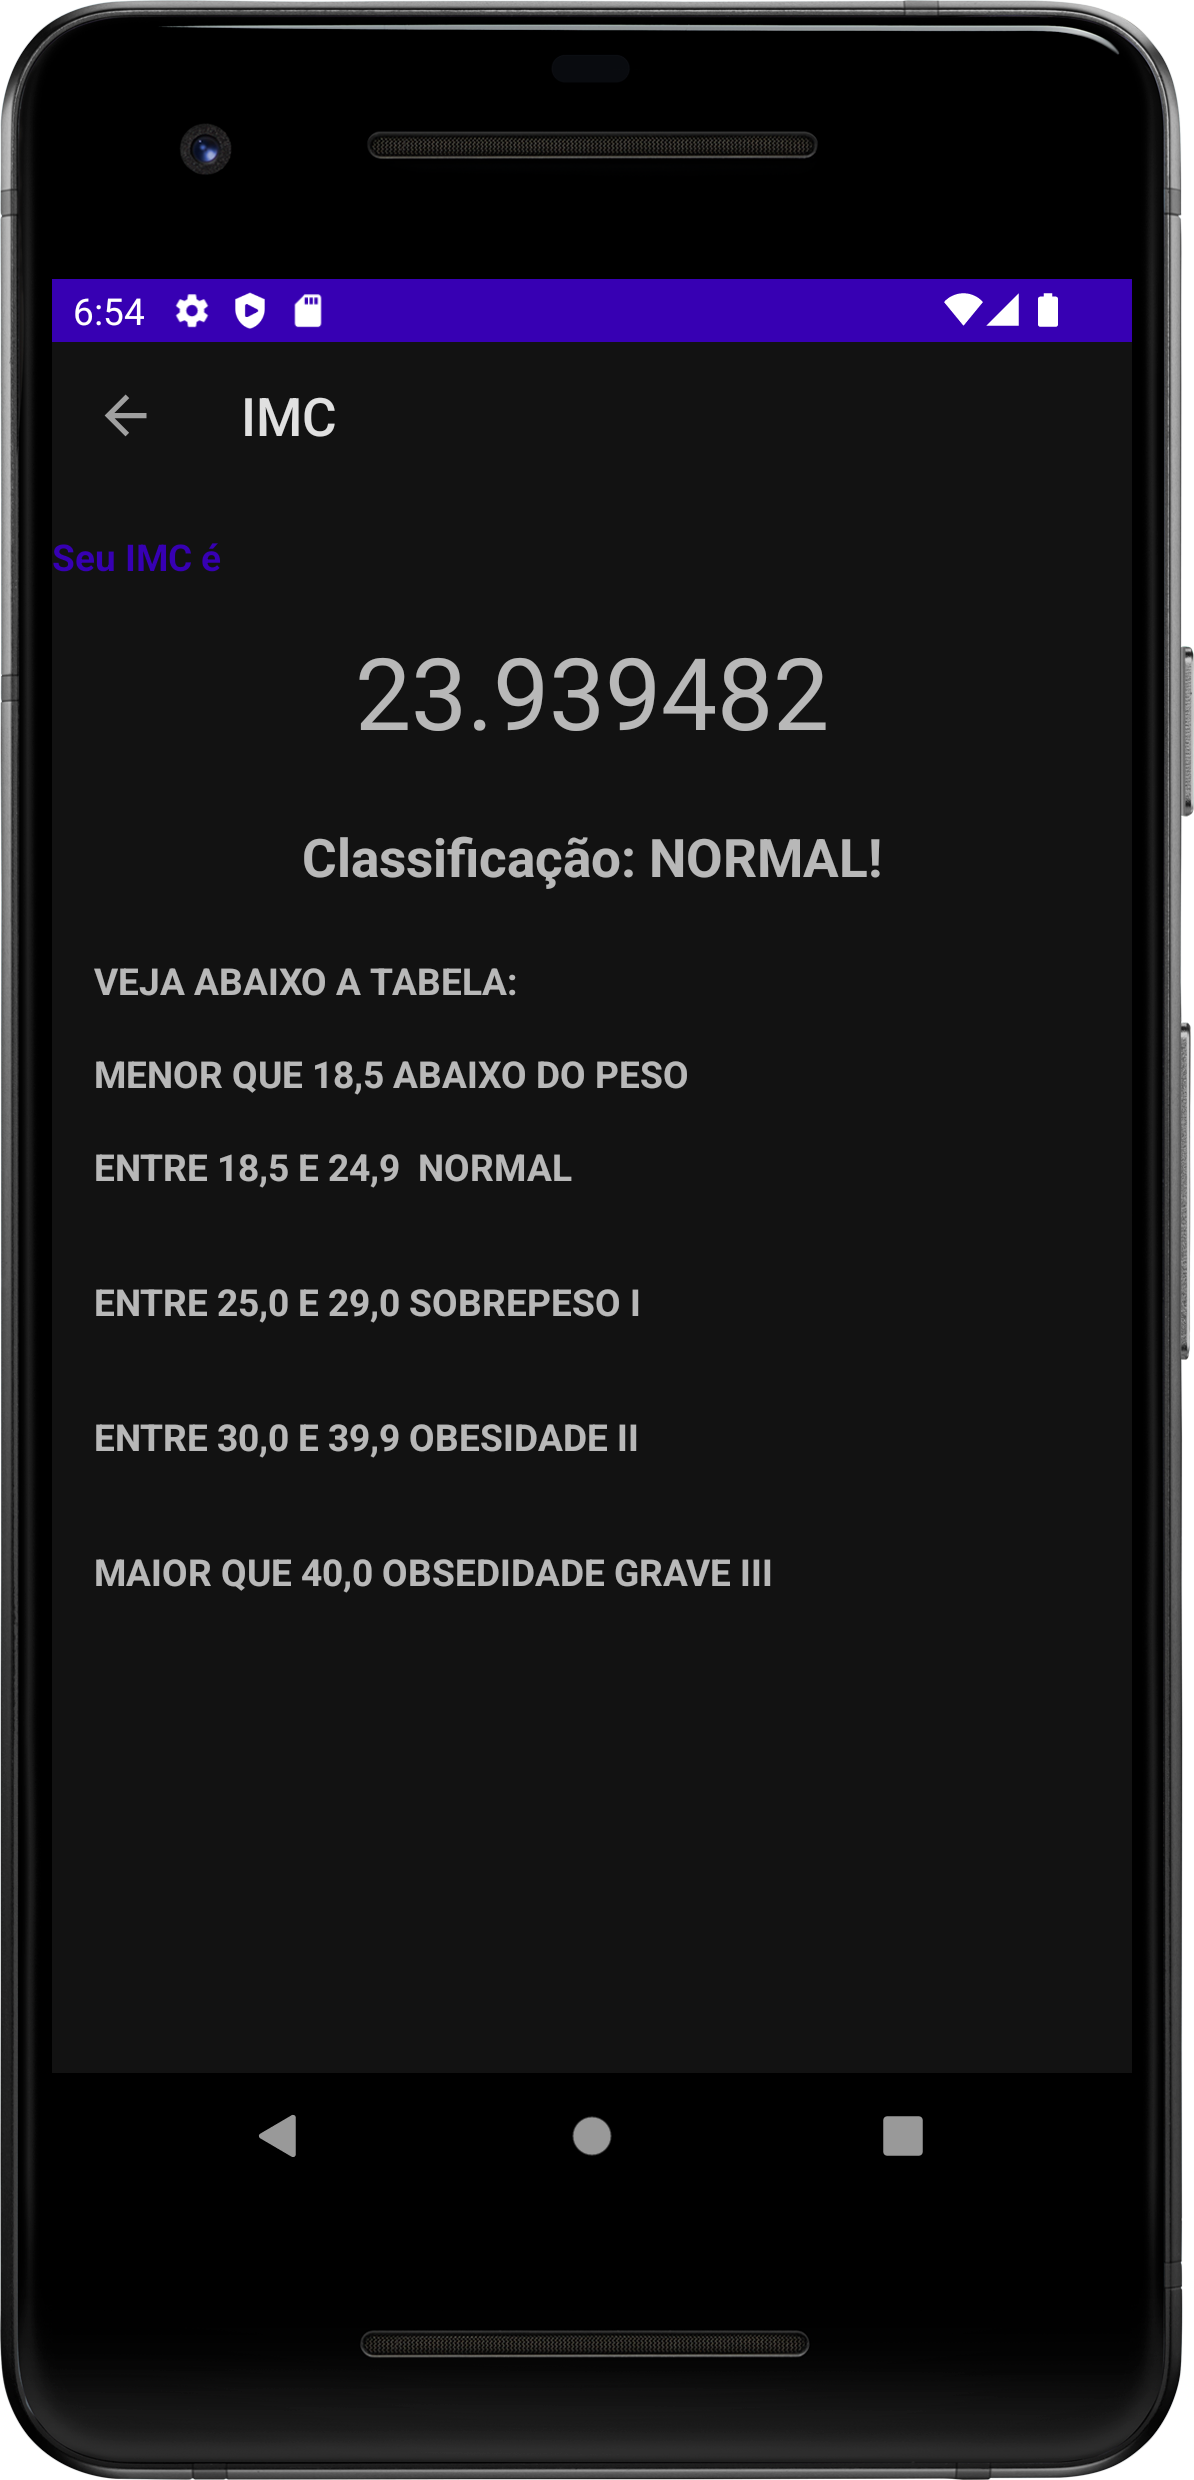 6:54
IMC
Seu IMC é
23.939482
Classificação: NORMAL!
VEJA ABAIXO A TABELA:
MENOR QUE 18,5 ABAIXO DO PESO
ENTRE 18,5 E 24,9  NORMAL
ENTRE 25,0 E 29,0 SOBREPESO I
ENTRE 30,0 E 39,9 OBESIDADE II
MAIOR QUE 40,0 OBSEDIDADE GRAVE III